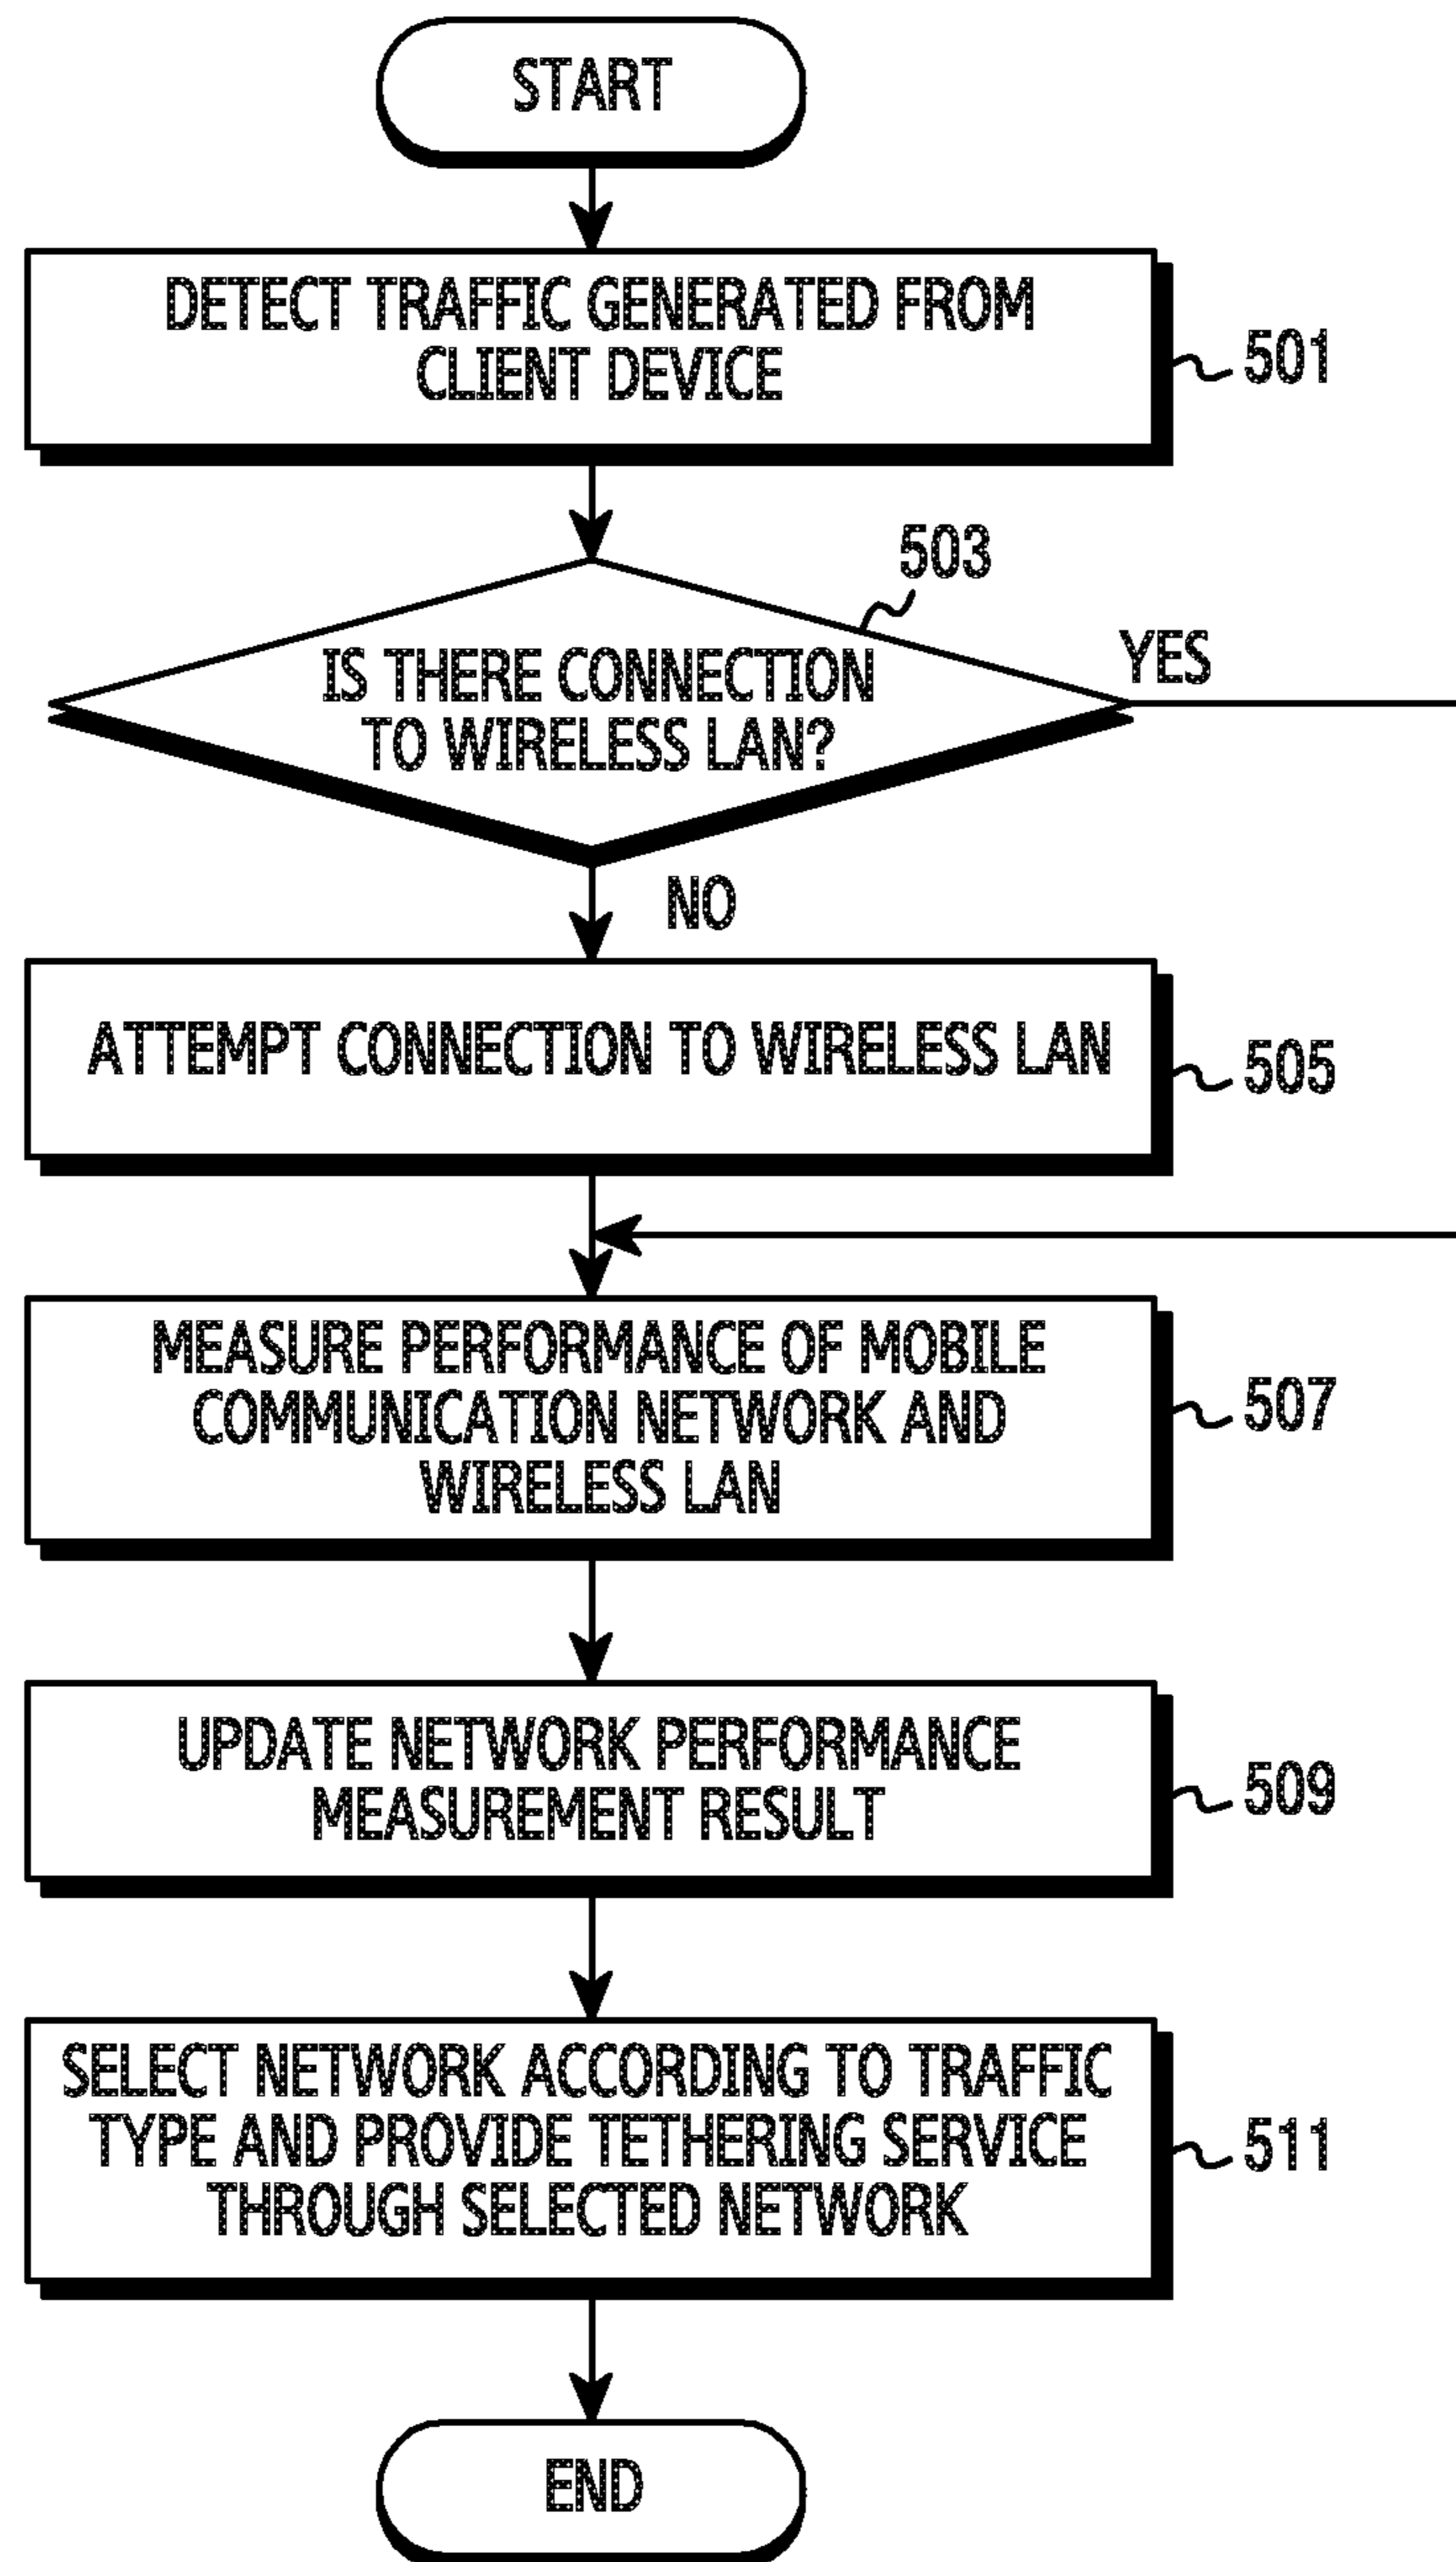 START
DETECT TRAFFIC GENERATED FROM
CLIENT DEVICE
501
503
IS THERE CONNECTION
TO WIRELESS LAN?
YES
NO
ATTEMPT CONNECTION TO WIRELESS LAN
505
MEASURE PERFORMANCE OF MOBILE
COMMUNICATION NETWORK AND
WIRELESS LAN
507
UPDATE NETWORK PERFORMANCE
MEASUREMENT RESULT
509
SELECT NETWORK ACCORDING TO TRAFFIC
TYPE AND PROVIDE TETHERING SERVICE
THROUGH SELECTED NETWORK
511
END